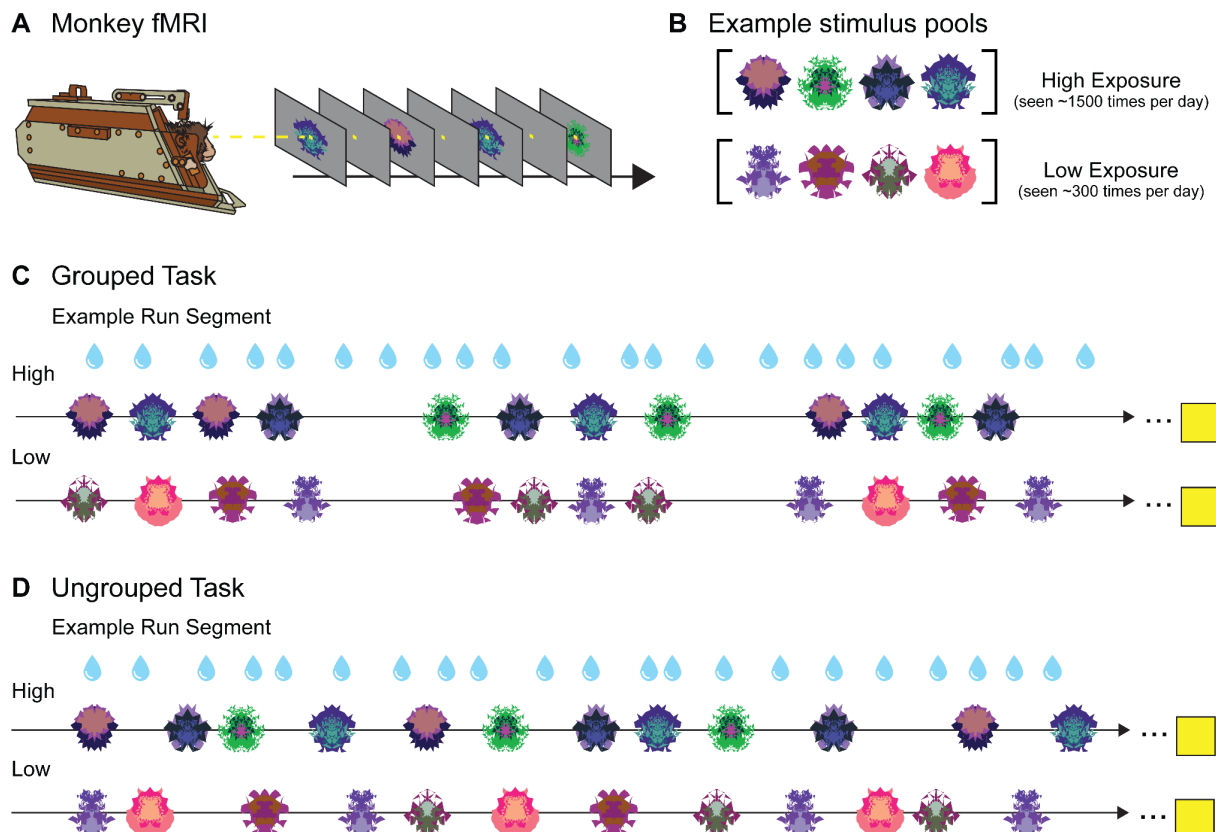 A Monkey fMRI
B Example stimulus pools
High Exposure
(seen ~1500 times per day)
Low Exposure
(seen ~300 times per day)
C Grouped Task
Example Run Segment
High
...
Low
...
D Ungrouped Task
Example Run Segment
High
...
Low
...